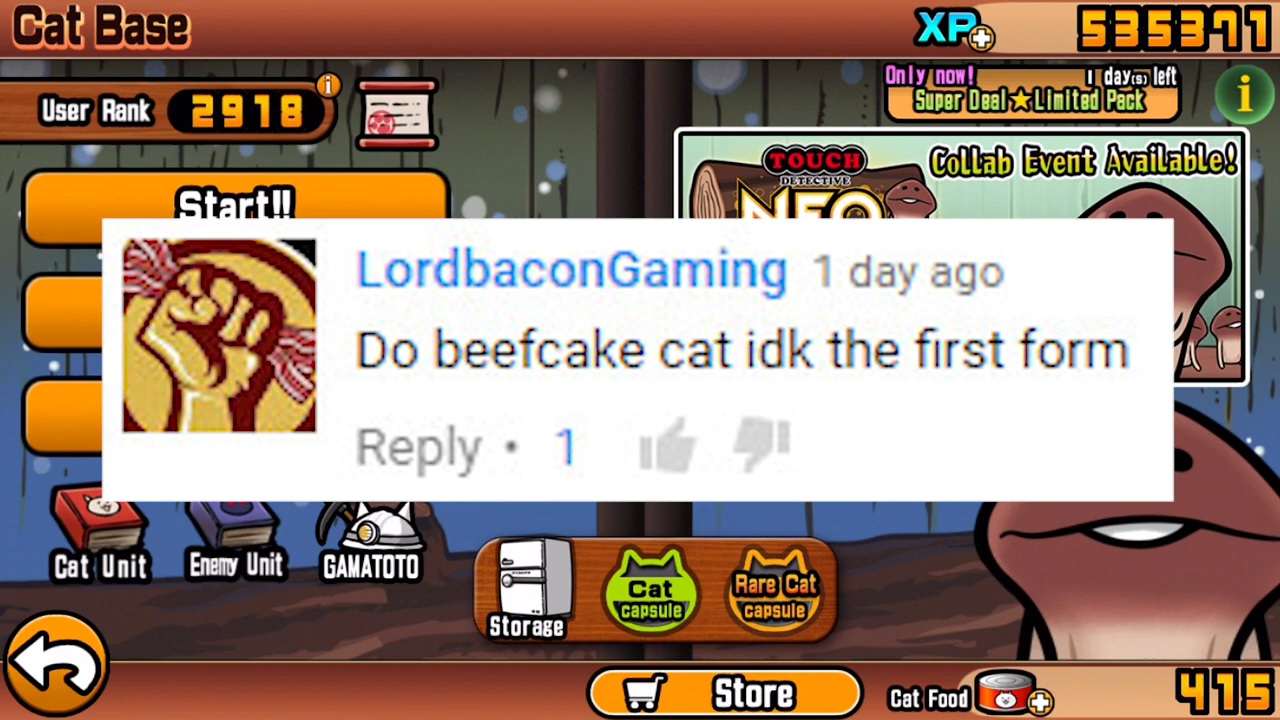 Cat Base
XP
535371
User Rank 2918
Only now! 1 day(s) left
Super Deal★Limited Pack
i
i
Start!!
TOUCH
DETECTIVE
NEO
Collab Event Available!
LordbaconGaming 1 day ago
Do beefcake cat idk the first form
Reply • 1
Cat Unit
Enemy Unit
GAMATOTO
Storage
Cat
capsule
Rare Cat
capsule
Store
Cat Food
415